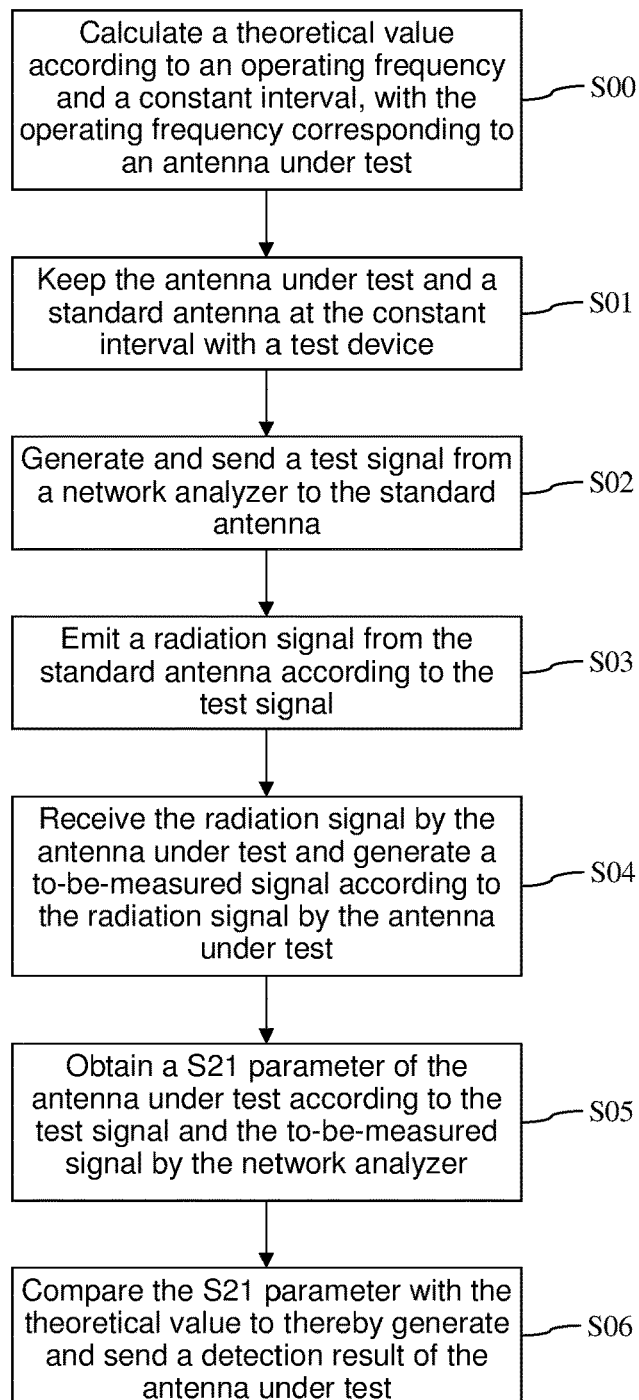 Calculate a theoretical value
according to an operating frequency
and a constant interval, with the
operating frequency corresponding to
an antenna under test
S00
Keep the antenna under test and a
standard antenna at the constant
interval with a test device
S01
Generate and send a test signal from
a network analyzer to the standard
antenna
S02
Emit a radiation signal from the
standard antenna according to the
test signal
S03
Receive the radiation signal by the
antenna under test and generate a
to-be-measured signal according to
the radiation signal by the antenna
under test
S04
Obtain a S21 parameter of the
antenna under test according to the
test signal and the to-be-measured
signal by the network analyzer
S05
Compare the S21 parameter with the
theoretical value to thereby generate
and send a detection result of the
antenna under test
S06